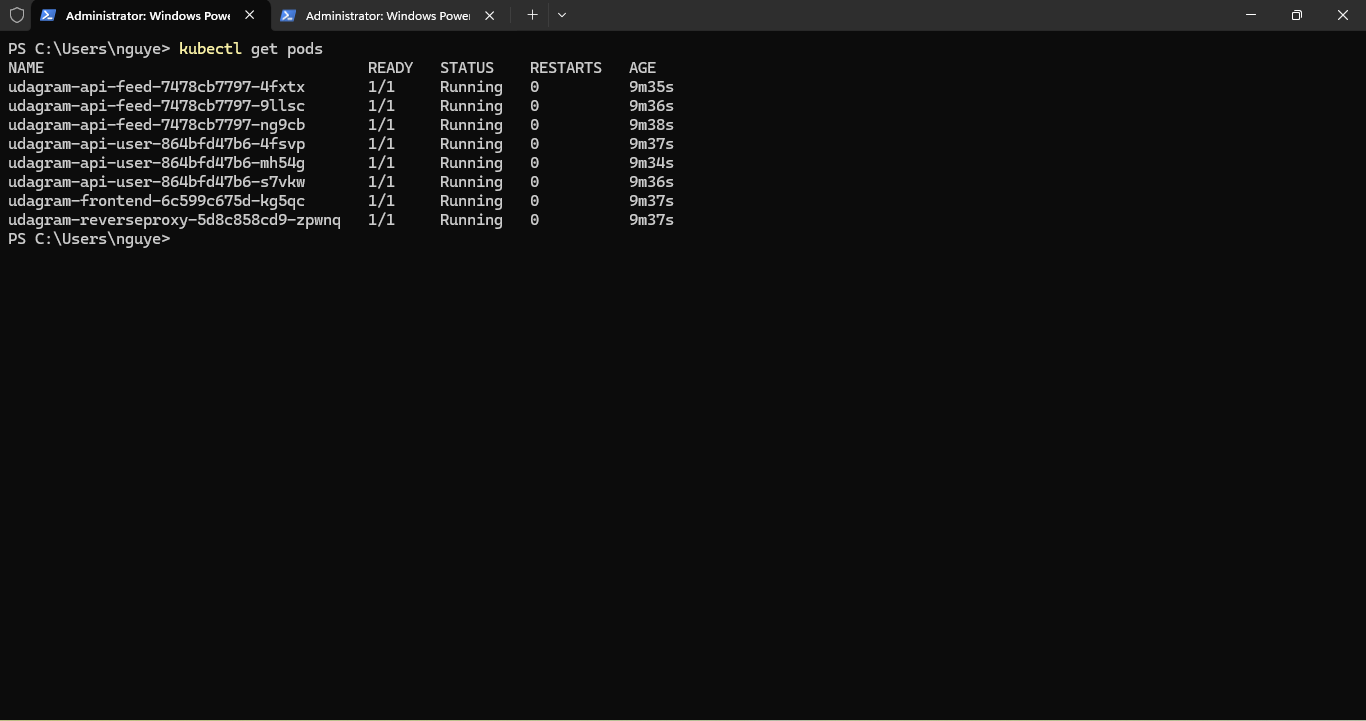 Administrator: Windows Powe
Administrator: Windows Power
PS C:\Users\nguye> kubectl get pods
NAME READY STATUS RESTARTS AGE
udagram-api-feed-7478cb7797-4fxtx 1/1 Running 0 9m35s
udagram-api-feed-7478cb7797-9llsc 1/1 Running 0 9m36s
udagram-api-feed-7478cb7797-ng9cb 1/1 Running 0 9m38s
udagram-api-user-864bfd47b6-4fsvp 1/1 Running 0 9m37s
udagram-api-user-864bfd47b6-mh54g 1/1 Running 0 9m34s
udagram-api-user-864bfd47b6-s7vkw 1/1 Running 0 9m36s
udagram-frontend-6c599c675d-kg5qc 1/1 Running 0 9m37s
udagram-reverseproxy-5d8c858cd9-zpwnq 1/1 Running 0 9m37s
PS C:\Users\nguye>